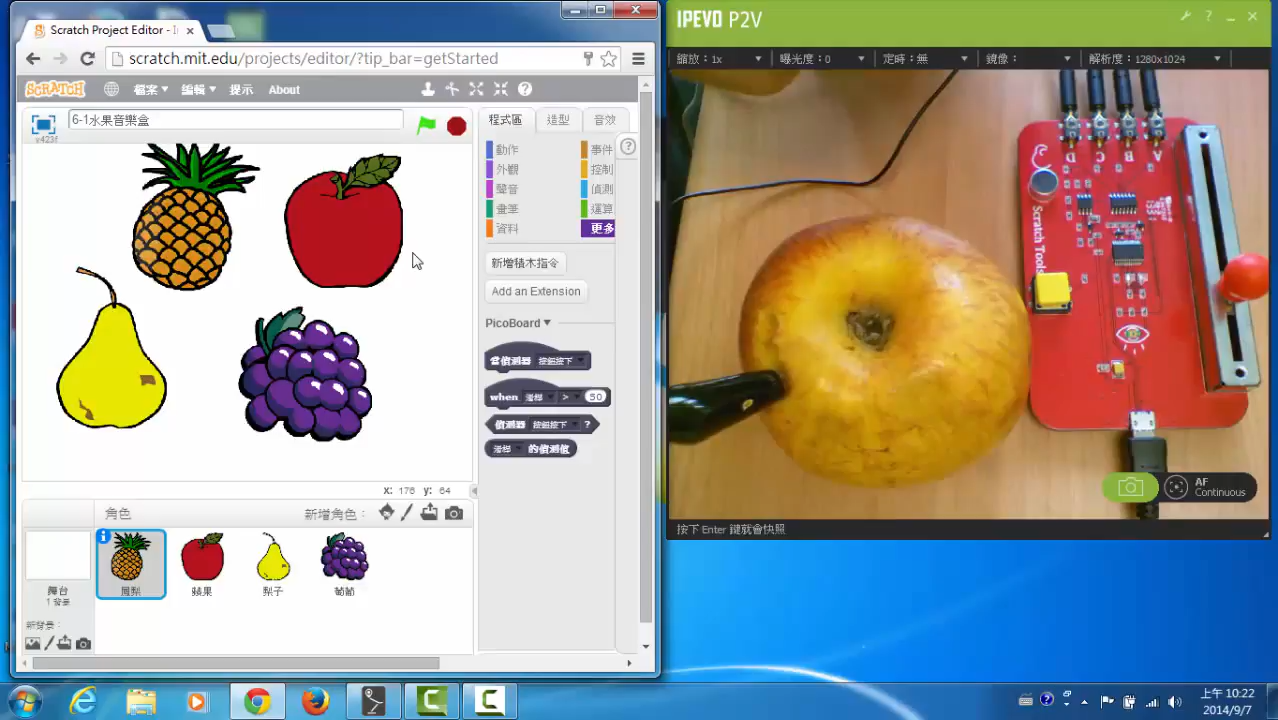 Scratch Project Editor - I
scratch.mit.edu/projects/editor/?tip_bar=getStarted
SCRATCH 檔案 編輯 提示 About
6-1水果音樂盒
v423f
程式區 造型 音效
動作 事件
外觀 控制
聲音 偵測
畫筆 運算
資料 更多
新增積木指令
Add an Extension
PicoBoard
當偵測器 按鈕按下
when 滑桿 > 50
偵測器 按鈕按下 ?
滑桿 的偵測值
x: 176 y: 64
角色 新增角色：
舞台
1 背景
新背景：
鳳梨 蘋果 梨子 葡萄
IPEVO P2V
縮放：1x 曝光度：0 定時：無 鏡像： 解析度：1280x1024
D C B A
Scratch Tools
AF
Continuous
按下 Enter 鍵就會快照
上午 10:22
2014/9/7